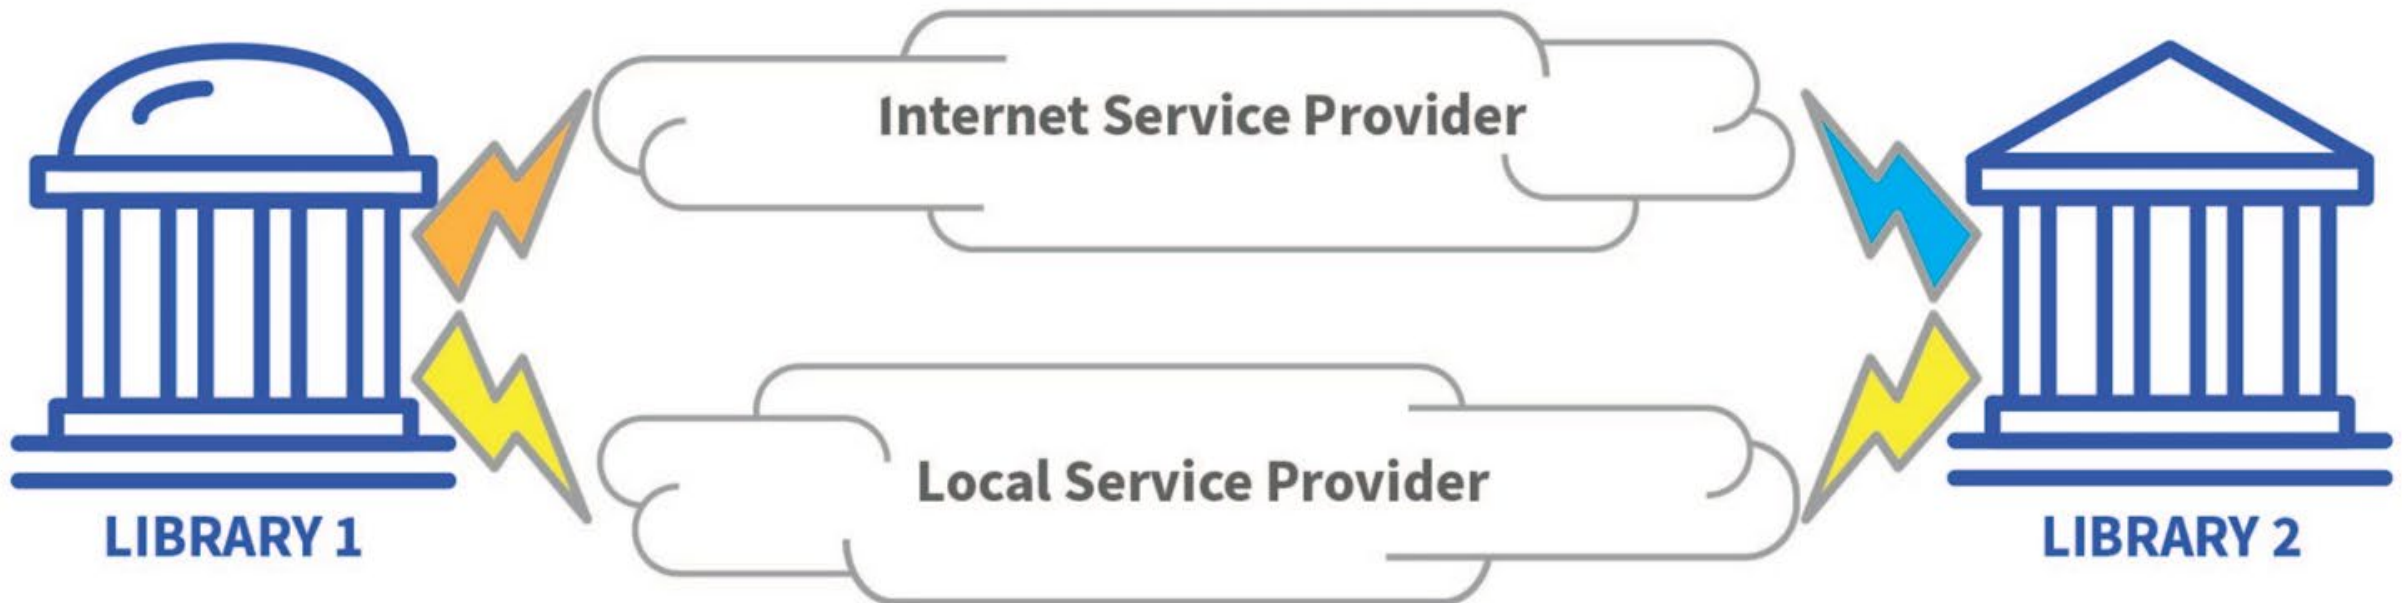 Internet Service Provider
Local Service Provider
LIBRARY 1
LIBRARY 2